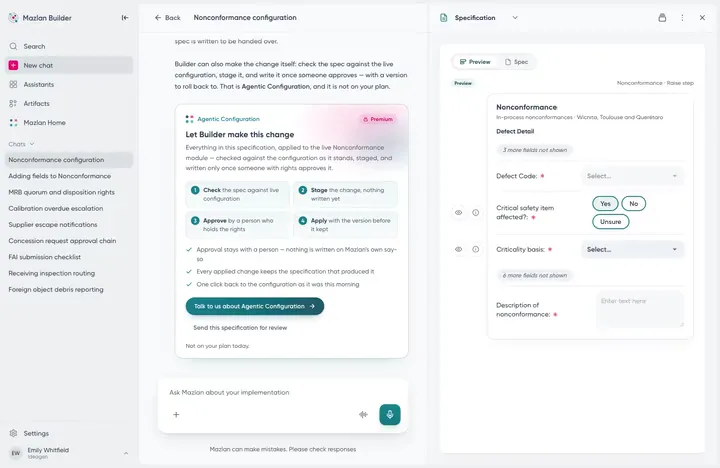 Mazlan Builder
Search
New chat
Assistants
Artifacts
Mazlan Home
Chats
Nonconformance configuration
Adding fields to Nonconformance
MRB quorum and disposition rights
Calibration overdue escalation
Supplier escape notifications
Concession request approval chain
FAI submission checklist
Receiving inspection routing
Foreign object debris reporting
Settings
EW
Emily Whitfield
Ideagen
Back
Nonconformance configuration
spec is written to be handed over.
Builder can also make the change itself: check the spec against the live
configuration, stage it, and write it once someone approves — with a version
to roll back to. That is Agentic Configuration, and it is not on your plan.
Agentic Configuration
Premium
Let Builder make this change
Everything in this specification, applied to the live Nonconformance
module — checked against the configuration as it stands, staged, and
written only once someone with rights approves it.
1 Check the spec against live
configuration
2 Stage the change, nothing
written yet
3 Approve by a person who
holds the rights
4 Apply with the version before
it kept
Approval stays with a person — nothing is written on Mazlan's own say-
so
Every applied change keeps the specification that produced it
One click back to the configuration as it was this morning
Talk to us about Agentic Configuration
Send this specification for review
Not on your plan today.
Ask Mazlan about your implementation
Mazlan can make mistakes. Please check responses
Specification
Preview
Spec
Preview
Nonconformance · Raise step
Nonconformance
In-process nonconformances · Wichita, Toulouse and Querétaro
Defect Detail
3 more fields not shown
Defect Code: *
Select...
Critical safety item
affected?: *
Yes
No
Unsure
Criticality basis: *
Select...
6 more fields not shown
Description of
nonconformance: *
Enter text here